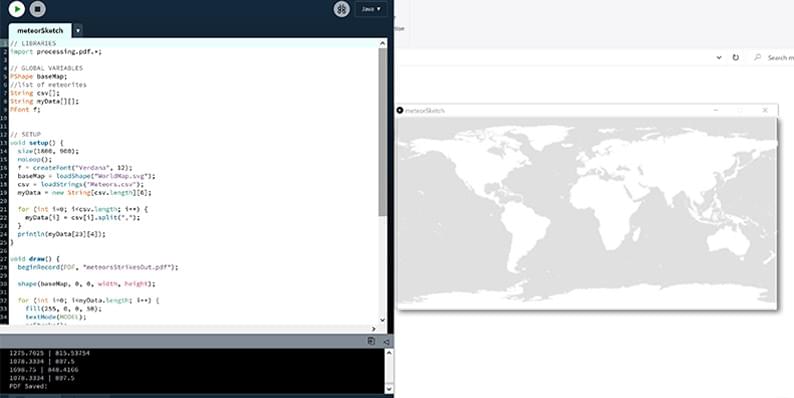 Java
meteorSketch
1 // LIBRARIES
2 import processing.pdf.*;
3
4 // GLOBAL VARIABLES
5 PShape baseMap;
6 //list of meteorites
7 String csv[];
8 String myData[][];
9 PFont f;
10
11
12 // SETUP
13 void setup() {
14 size(1800, 900);
15 noLoop();
16 f = createFont("Verdana", 12);
17 baseMap = loadShape("WorldMap.svg");
18 csv = loadStrings("Meteors.csv");
19 myData = new String[csv.length][6];
20
21 for (int i=0; i<csv.length; i++) {
22 myData[i] = csv[i].split(",");
23 }
24 println(myData[23][4]);
25 }
26
27 void draw() {
28 beginRecord(PDF, "meteorsStrikesOut.pdf");
29
30 shape(baseMap, 0, 0, width, height);
31
32 for (int i=0; i<myData.length; i++) {
33 fill(255, 0, 0, 50);
34 textMode(MODEL);
1275.7625 | 815.53754
1078.3334 | 897.5
1698.75 | 848.4166
1078.3334 | 897.5
PDF Saved!
Search m
meteorSketch